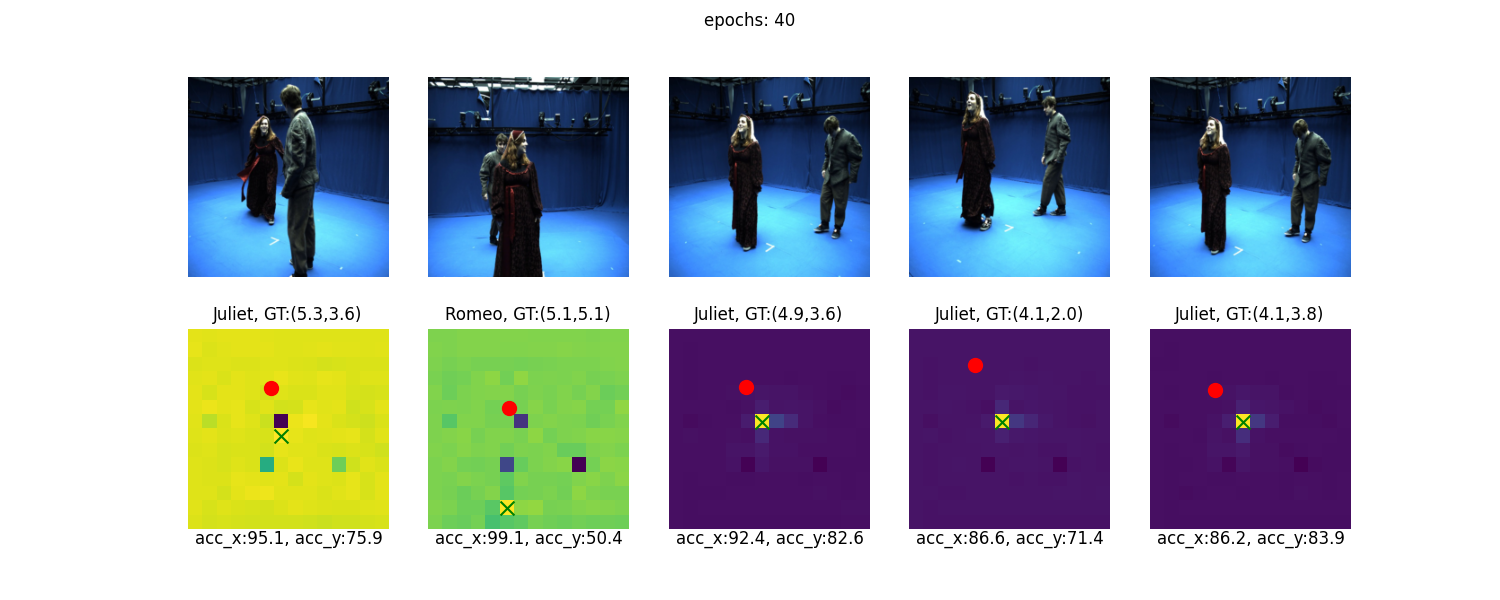 epochs: 40
Juliet, GT:(5.3,3.6)
Romeo, GT:(5.1,5.1)
Juliet, GT:(4.9,3.6)
Juliet, GT:(4.1,2.0)
Juliet, GT:(4.1,3.8)
acc_x:95.1, acc_y:75.9
acc_x:99.1, acc_y:50.4
acc_x:92.4, acc_y:82.6
acc_x:86.6, acc_y:71.4
acc_x:86.2, acc_y:83.9